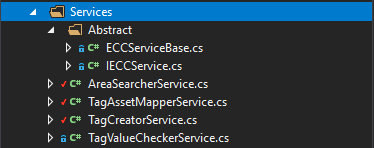 Services
Abstract
C# ECCServiceBase.cs
C# IECCService.cs
C# AreaSearcherService.cs
C# TagAssetMapperService.cs
C# TagCreatorService.cs
C# TagValueCheckerService.cs